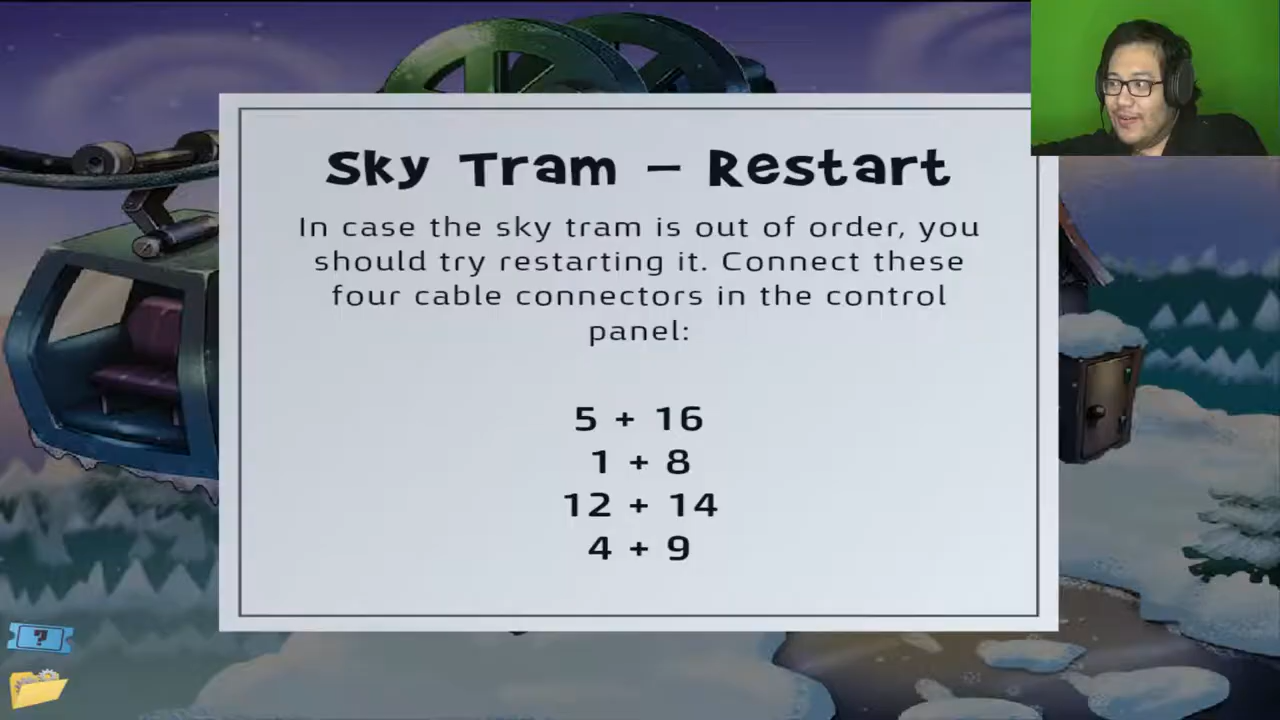 Sky Tram – Restart
In case the sky tram is out of order, you
should try restarting it. Connect these
four cable connectors in the control
panel:
5 + 16
1 + 8
12 + 14
4 + 9
?